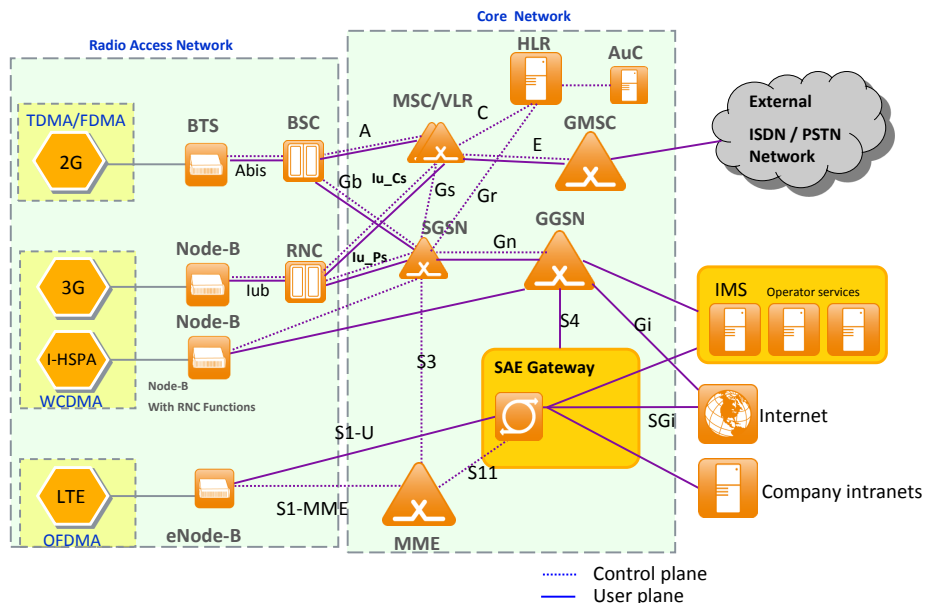 Core Network
Radio Access Network
HLR
AuC
MSC/VLR
TDMA/FDMA
BTS
BSC
A
C
GMSC
External
ISDN / PSTN
Network
E
2G
Abis
Gb
Iu_Cs
Gs
Gr
SGSN
GGSN
Node-B
RNC
Gn
Iu_Ps
3G
Iub
IMS
Operator services
Node-B
S4
Gi
I-HSPA
S3
SAE Gateway
Node-B
With RNC Functions
WCDMA
Internet
SGi
S1-U
S11
LTE
Company intranets
S1-MME
eNode-B
OFDMA
MME
Control plane
User plane